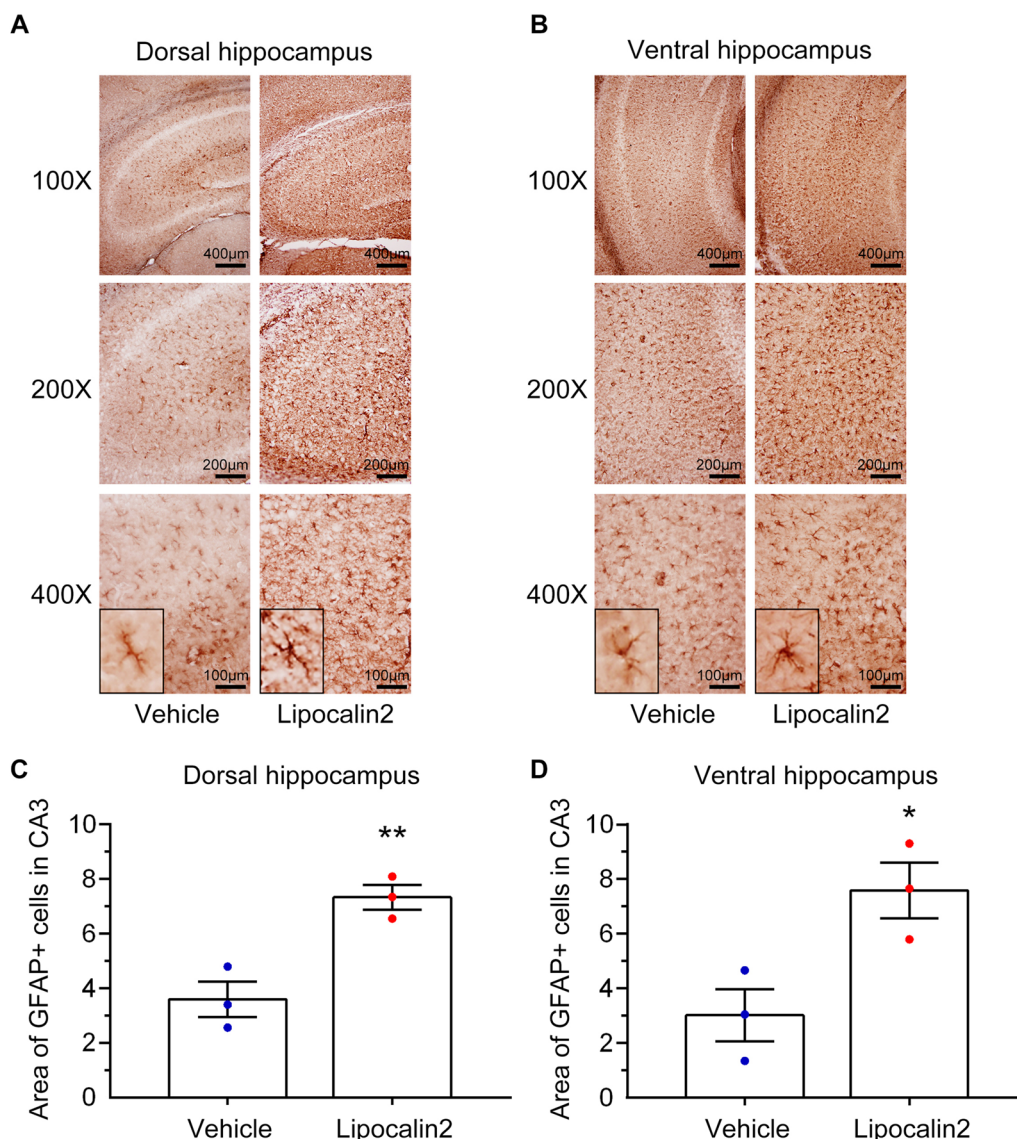 A
Dorsal hippocampus
100X
400µm
400µm
200X
200µm
200µm
400X
100µm
100µm
Vehicle
Lipocalin2
B
Ventral hippocampus
100X
400µm
400µm
200X
200µm
200µm
400X
100µm
100µm
Vehicle
Lipocalin2
C
Dorsal hippocampus
Area of GFAP+ cells in CA3
10
8
6
4
2
0
**
Vehicle
Lipocalin2
D
Ventral hippocampus
Area of GFAP+ cells in CA3
10
8
6
4
2
0
*
Vehicle
Lipocalin2